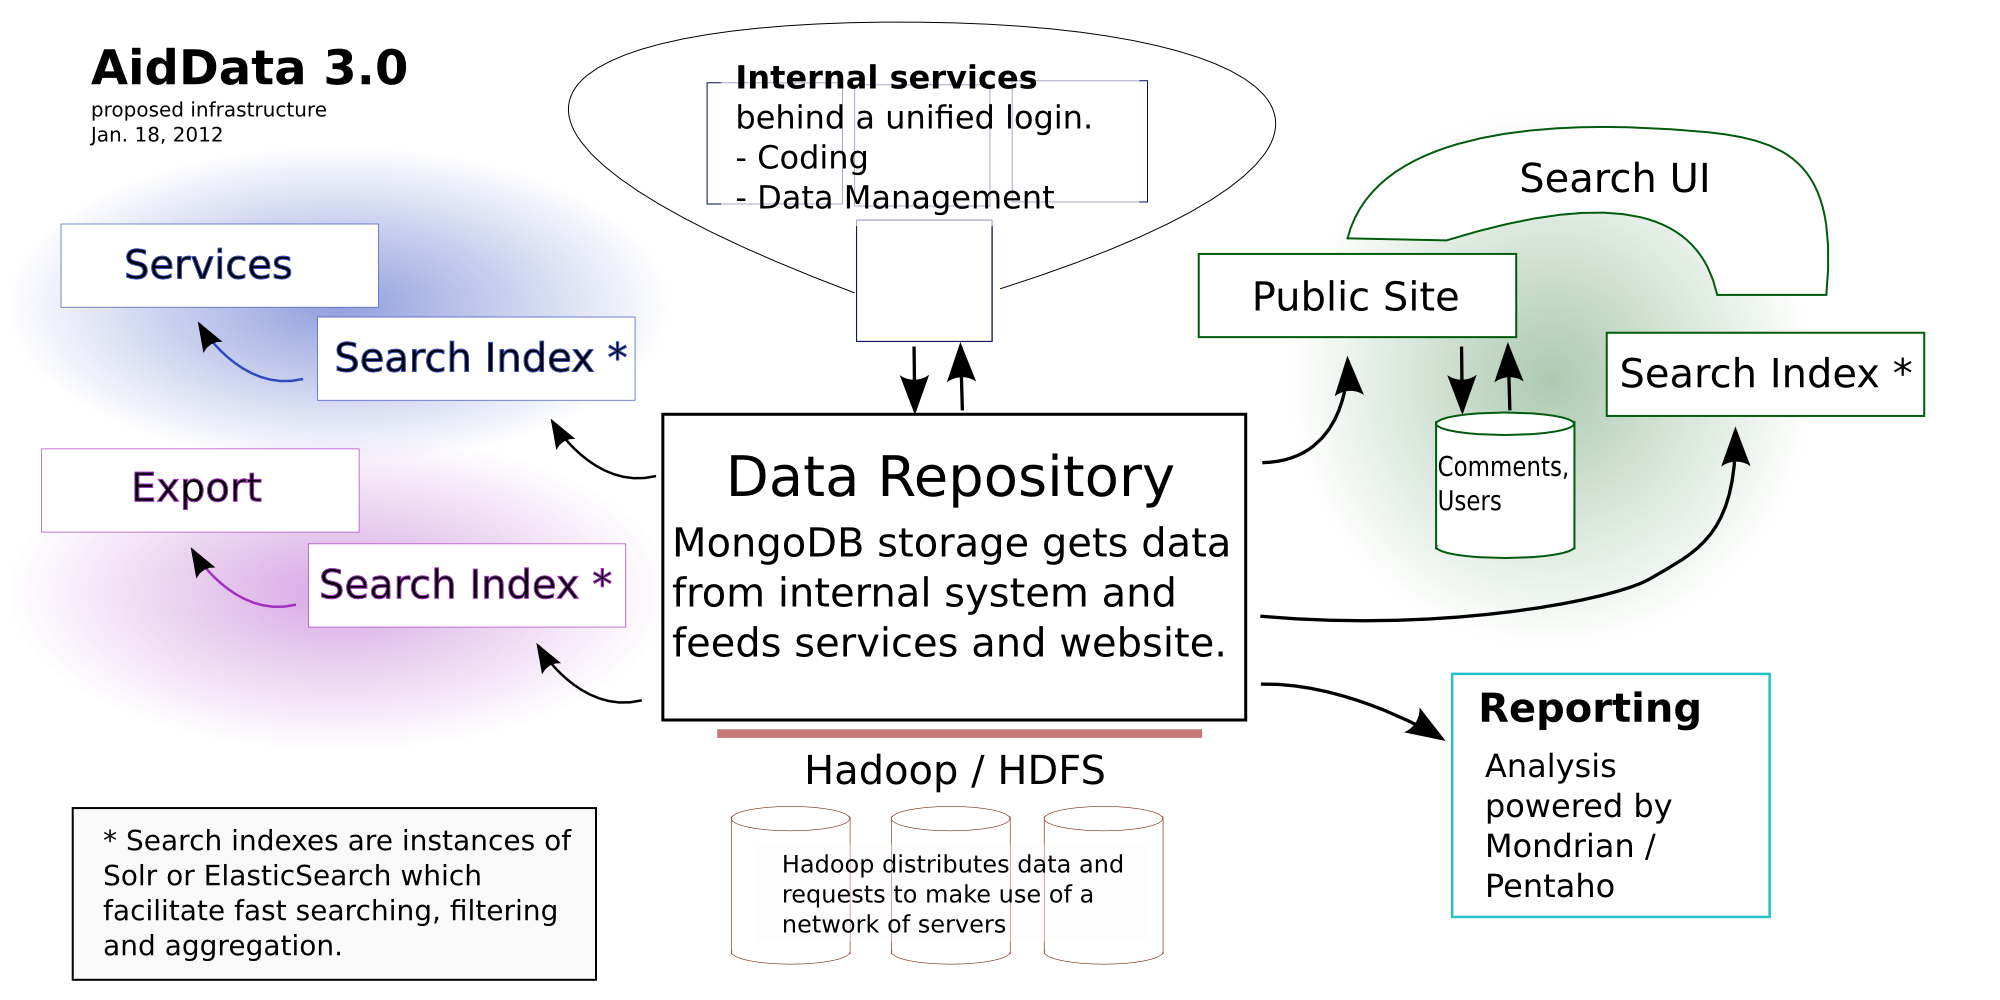 AidData 3.0
proposed infrastructure
Jan. 18, 2012
Internal services
behind a unified login.
- Coding
- Data Management
Search UI
Services
Search Index *
Public Site
Search Index *
Comments,
Users
Export
Search Index *
Data Repository
MongoDB storage gets data
from internal system and
feeds services and website.
Reporting
Analysis
powered by
Mondrian /
Pentaho
Hadoop / HDFS
Hadoop distributes data and
requests to make use of a
network of servers
* Search indexes are instances of
Solr or ElasticSearch which
facilitate fast searching, filtering
and aggregation.